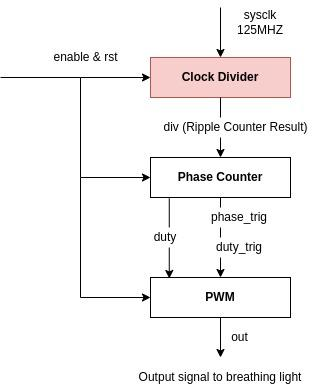 sysclk
125MHZ
enable & rst
Clock Divider
div (Ripple Counter Result)
Phase Counter
phase_trig
duty
duty_trig
PWM
out
Output signal to breathing light